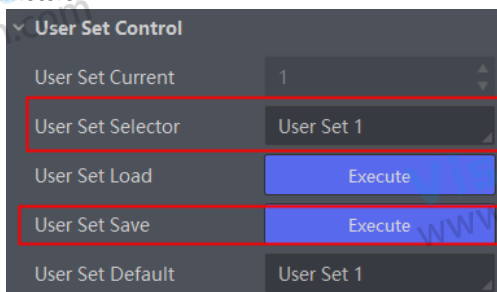 User Set Control
User Set Current 1
User Set Selector User Set 1
User Set Load Execute
User Set Save Execute
User Set Default User Set 1